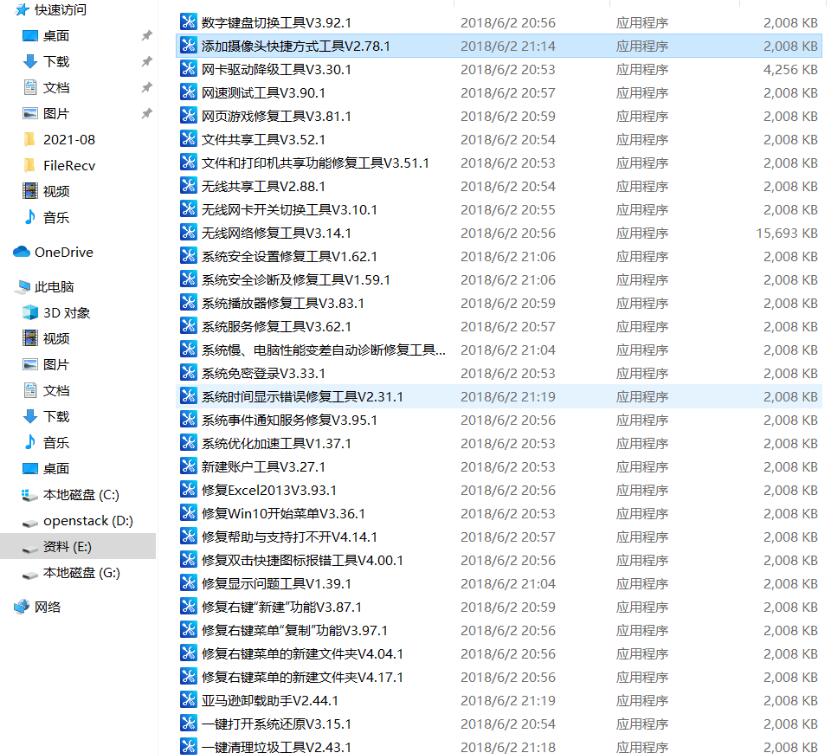 快速访问
桌面
下载
文档
图片
2021-08
FileRecv
视频
音乐
OneDrive
此电脑
3D 对象
视频
图片
文档
下载
音乐
桌面
本地磁盘 (C:)
openstack (D:)
资料 (E:)
本地磁盘 (G:)
网络
数字键盘切换工具V3.92.1 2018/6/2 20:56 应用程序 2,008 KB
添加摄像头快捷方式工具V2.78.1 2018/6/2 21:14 应用程序 2,008 KB
网卡驱动降级工具V3.30.1 2018/6/2 20:53 应用程序 4,256 KB
网速测试工具V3.90.1 2018/6/2 20:57 应用程序 2,008 KB
网页游戏修复工具V3.81.1 2018/6/2 20:59 应用程序 2,008 KB
文件共享工具V3.52.1 2018/6/2 20:54 应用程序 2,008 KB
文件和打印机共享功能修复工具V3.51.1 2018/6/2 20:53 应用程序 2,008 KB
无线共享工具V2.88.1 2018/6/2 20:54 应用程序 2,008 KB
无线网卡开关切换工具V3.10.1 2018/6/2 20:55 应用程序 2,008 KB
无线网络修复工具V3.14.1 2018/6/2 20:56 应用程序 15,693 KB
系统安全设置修复工具V1.62.1 2018/6/2 21:06 应用程序 2,008 KB
系统安全诊断及修复工具V1.59.1 2018/6/2 21:06 应用程序 2,008 KB
系统播放器修复工具V3.83.1 2018/6/2 20:59 应用程序 2,008 KB
系统服务修复工具V3.62.1 2018/6/2 20:57 应用程序 2,008 KB
系统慢、电脑性能变差自动诊断修复工具... 2018/6/2 21:04 应用程序 2,008 KB
系统免密登录V3.33.1 2018/6/2 20:53 应用程序 2,008 KB
系统时间显示错误修复工具V2.31.1 2018/6/2 21:19 应用程序 2,008 KB
系统事件通知服务修复V3.95.1 2018/6/2 20:56 应用程序 2,008 KB
系统优化加速工具V1.37.1 2018/6/2 20:53 应用程序 2,008 KB
新建账户工具V3.27.1 2018/6/2 20:53 应用程序 2,008 KB
修复Excel2013V3.93.1 2018/6/2 20:56 应用程序 2,008 KB
修复Win10开始菜单V3.36.1 2018/6/2 20:53 应用程序 2,008 KB
修复帮助与支持打不开V4.14.1 2018/6/2 20:57 应用程序 2,008 KB
修复双击快捷图标报错工具V4.00.1 2018/6/2 20:56 应用程序 2,008 KB
修复显示问题工具V1.39.1 2018/6/2 21:04 应用程序 2,008 KB
修复右键“新建”功能V3.87.1 2018/6/2 20:59 应用程序 2,008 KB
修复右键菜单“复制”功能V3.97.1 2018/6/2 20:56 应用程序 2,008 KB
修复右键菜单的新建文件夹V4.04.1 2018/6/2 20:56 应用程序 2,008 KB
修复右键菜单的新建文件夹V4.17.1 2018/6/2 20:56 应用程序 2,008 KB
亚马逊卸载助手V2.44.1 2018/6/2 21:19 应用程序 2,008 KB
一键打开系统还原V3.15.1 2018/6/2 20:54 应用程序 2,008 KB
一键清理垃圾工具V2.43.1 2018/6/2 21:18 应用程序 2,008 KB